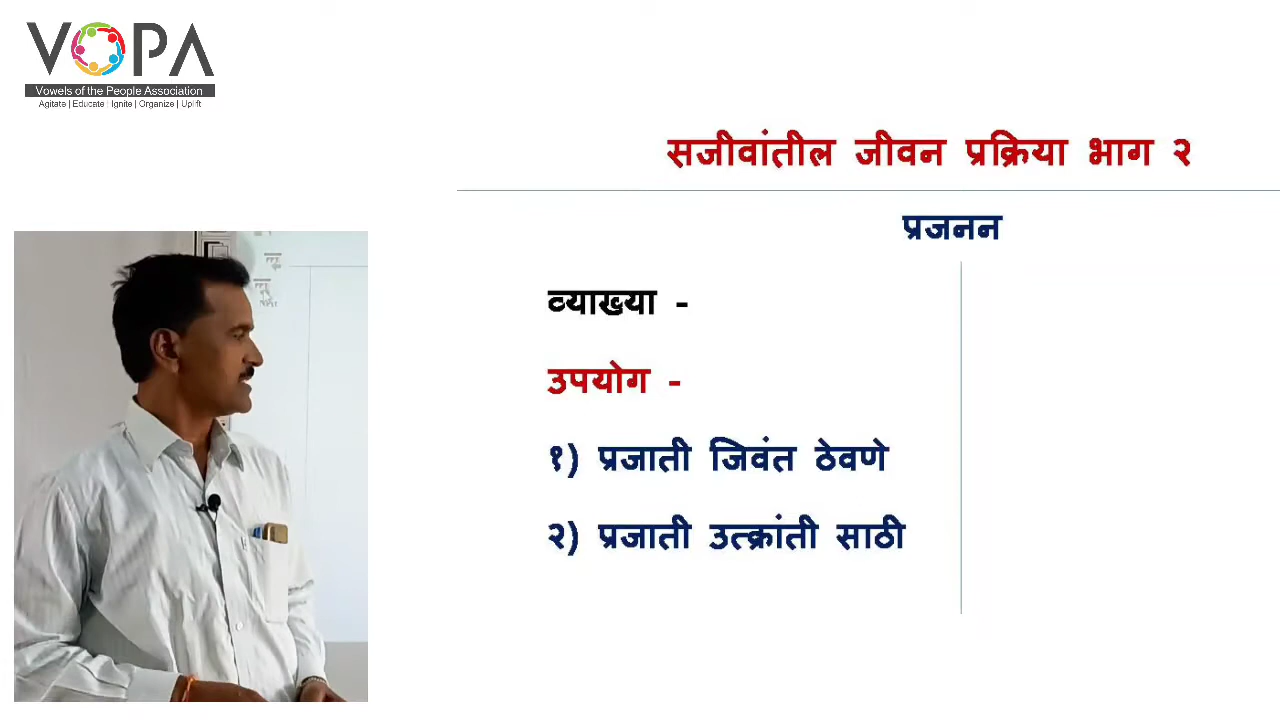 VOPA
Vowels of the People Association
Agitate | Educate | Ignite | Organize | Uplift
सजीवांतील जीवन प्रक्रिया भाग २
प्रजनन
व्याख्या -
उपयोग -
१) प्रजाती जिवंत ठेवणे
२) प्रजाती उत्क्रांती साठी